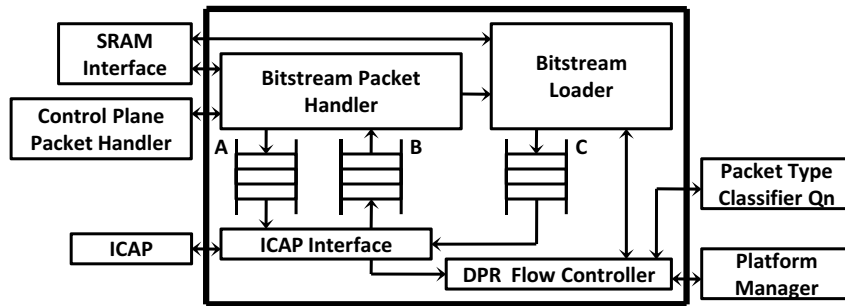 SRAM
Interface
Bitstream Packet
Handler
Bitstream
Loader
Control Plane
Packet Handler
A
B
C
Packet Type
Classifier Qn
ICAP
ICAP Interface
DPR Flow Controller
Platform
Manager